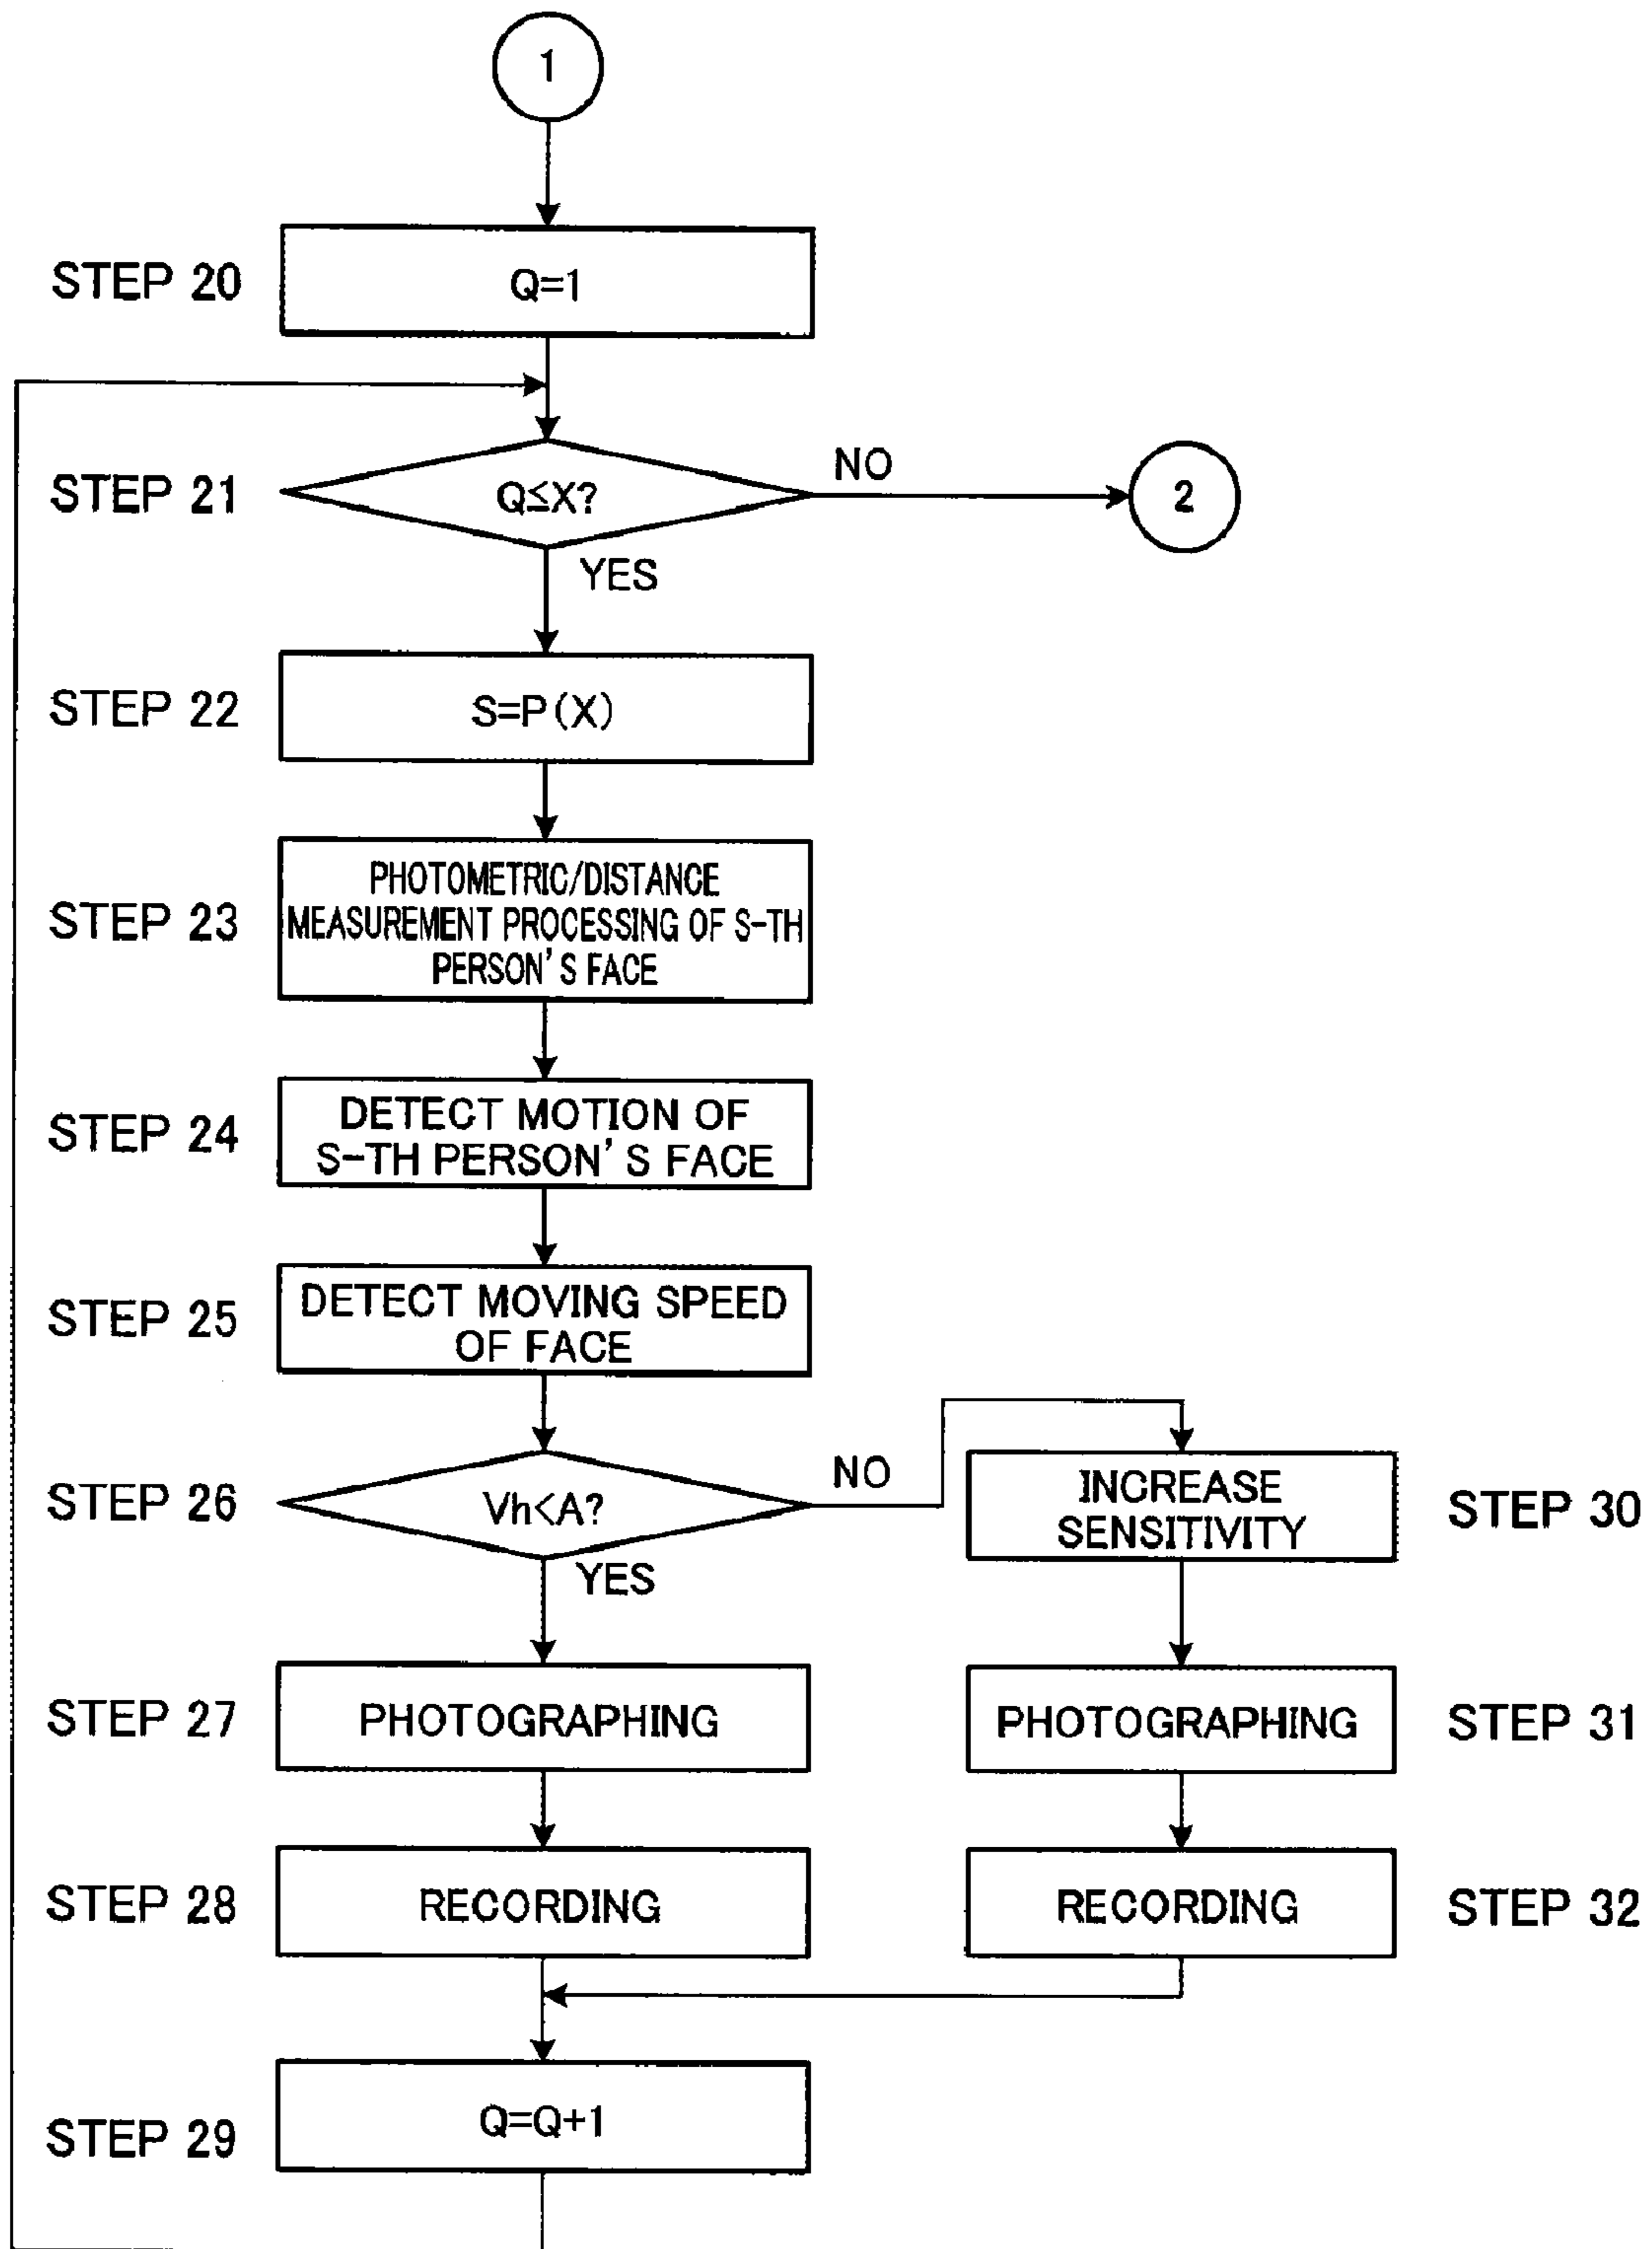 1
STEP 20
Q=1
STEP 21
Q≤X?
NO
2
YES
STEP 22
S=P(X)
STEP 23
PHOTOMETRIC/DISTANCE
MEASUREMENT PROCESSING OF S-TH
PERSON'S FACE
STEP 24
DETECT MOTION OF
S-TH PERSON'S FACE
STEP 25
DETECT MOVING SPEED
OF FACE
STEP 26
Vh<A?
NO
YES
INCREASE
SENSITIVITY
STEP 30
STEP 27
PHOTOGRAPHING
PHOTOGRAPHING
STEP 31
STEP 28
RECORDING
RECORDING
STEP 32
STEP 29
Q=Q+1